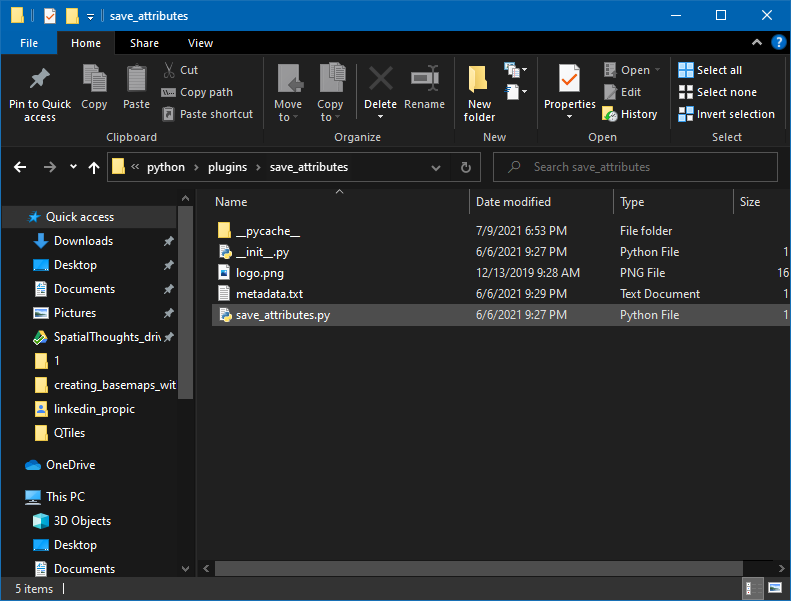 save_attributes
File Home Share View
Pin to Quick access
Copy
Paste
Cut
Copy path
Paste shortcut
Clipboard
Move to
Copy to
Delete
Rename
Organize
New folder
New
Properties
Open
Edit
History
Open
Select all
Select none
Invert selection
Select
« python › plugins › save_attributes
Search save_attributes
Quick access
Downloads
Desktop
Documents
Pictures
SpatialThoughts_driv
1
creating_basemaps_wit
linkedin_propic
QTiles
OneDrive
This PC
3D Objects
Desktop
Documents
Name Date modified Type Size
__pycache__ 7/9/2021 6:53 PM File folder
__init__.py 6/6/2021 9:27 PM Python File 1
logo.png 12/13/2019 9:28 AM PNG File 16
metadata.txt 6/6/2021 9:29 PM Text Document 1
save_attributes.py 6/6/2021 9:27 PM Python File 1
5 items